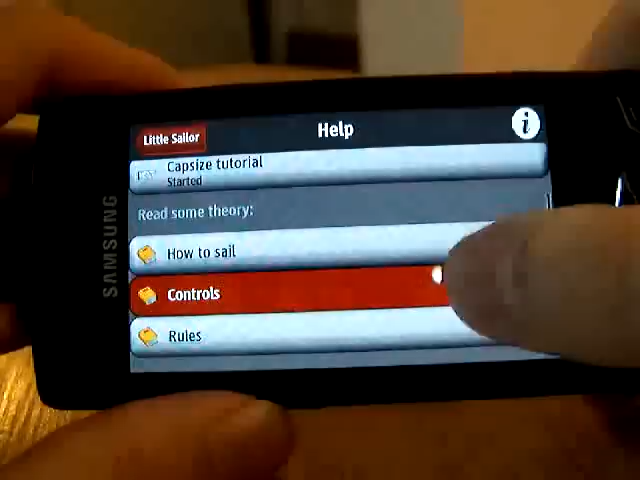 Little Sailor
Help
i
Capsize tutorial
Started
Read some theory:
How to sail
Controls
Rules
SAMSUNG